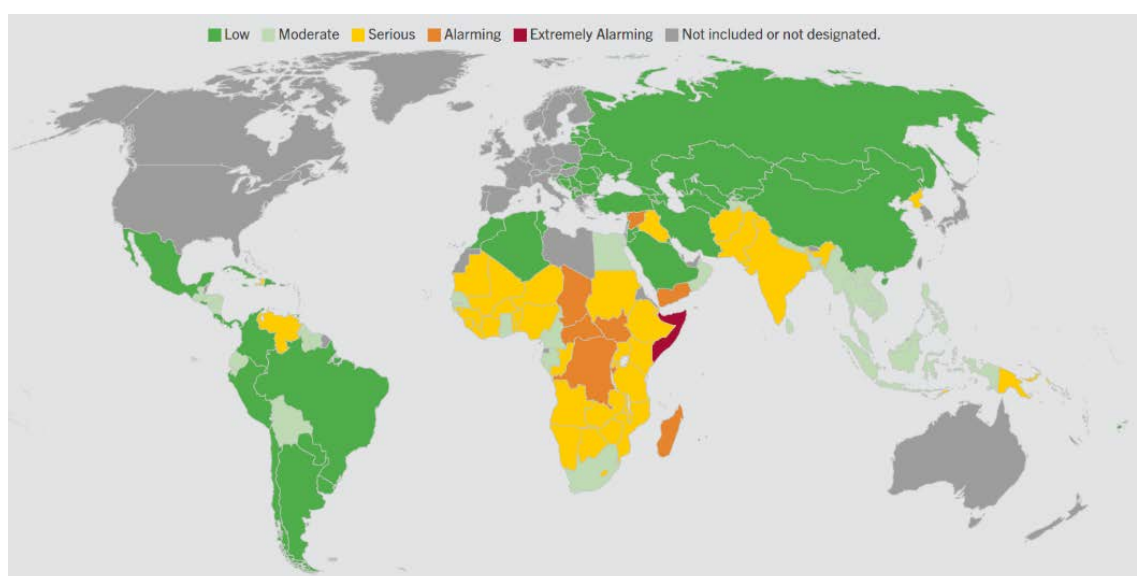 Low Moderate Serious Alarming Extremely Alarming Not included or not designated.